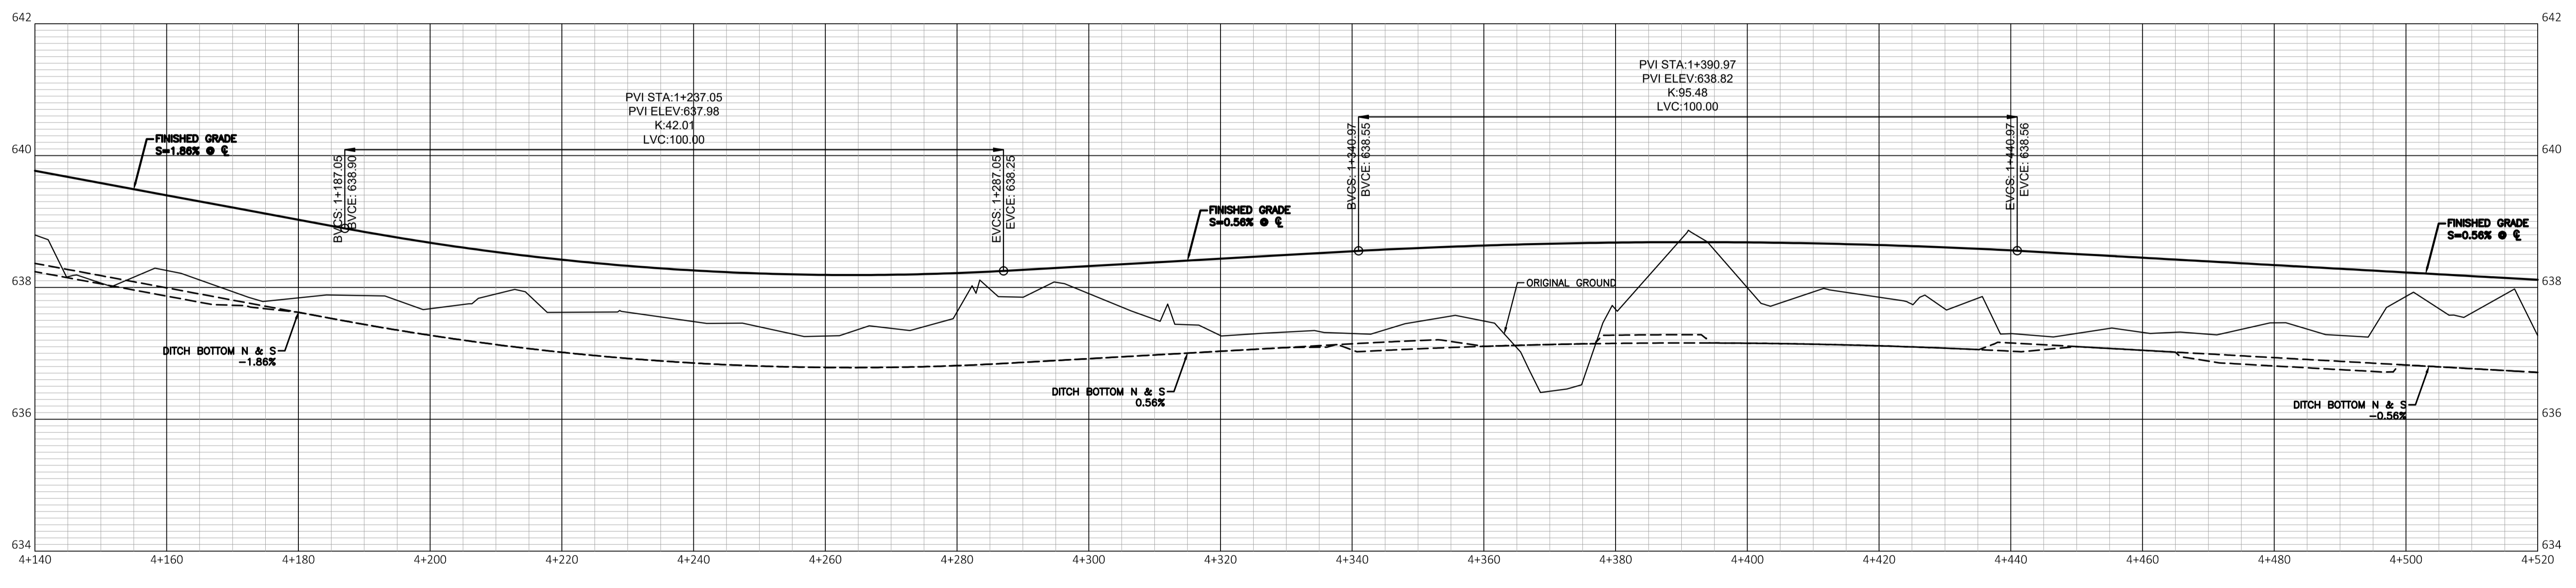 642
642
PVI STA:1+390.97
PVI ELEV:638.82
K:95.48
LVC:100.00
PVI STA:1+237.05
PVI ELEV:637.98
K:42.01
LVC:100.00
FINISHED GRADE
S=1.86% @ ℄
640
640
BVCS: 1+187.05
BVCE: 638.90
EVCS: 1+287.05
EVCE: 638.25
BVCS: 1+340.97
BVCE: 638.55
EVCS: 1+440.97
EVCE: 638.56
FINISHED GRADE
S=0.56% @ ℄
FINISHED GRADE
S=0.56% @ ℄
638
638
ORIGINAL GROUND
DITCH BOTTOM N & S
-1.86%
DITCH BOTTOM N & S
0.56%
DITCH BOTTOM N & S
-0.56%
636
636
634
634
4+140 4+160 4+180 4+200 4+220 4+240 4+260 4+280 4+300 4+320 4+340 4+360 4+380 4+400 4+420 4+440 4+460 4+480 4+500 4+520